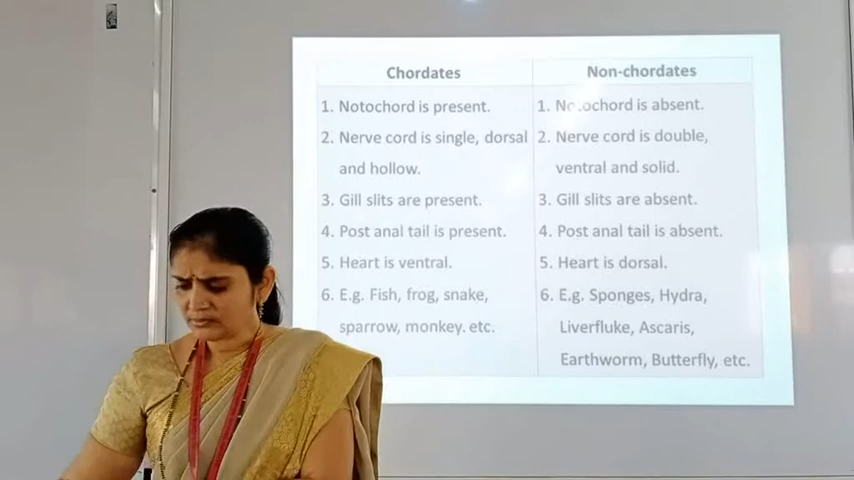 Chordates
1. Notochord is present.
2. Nerve cord is single, dorsal
and hollow.
3. Gill slits are present.
4. Post anal tail is present.
5. Heart is ventral.
6. E.g. Fish, frog, snake,
sparrow, monkey. etc.
Non-chordates
1. Notochord is absent.
2. Nerve Cord is Double,
ventral and solid.
3. Gill slits are absent.
4. Post anal tail is absent.
5. Heart is dorsal.
6. E.g. Sponges, Hydra,
Liverfluke, Ascaris,
Earthworm, Butterfly, etc.